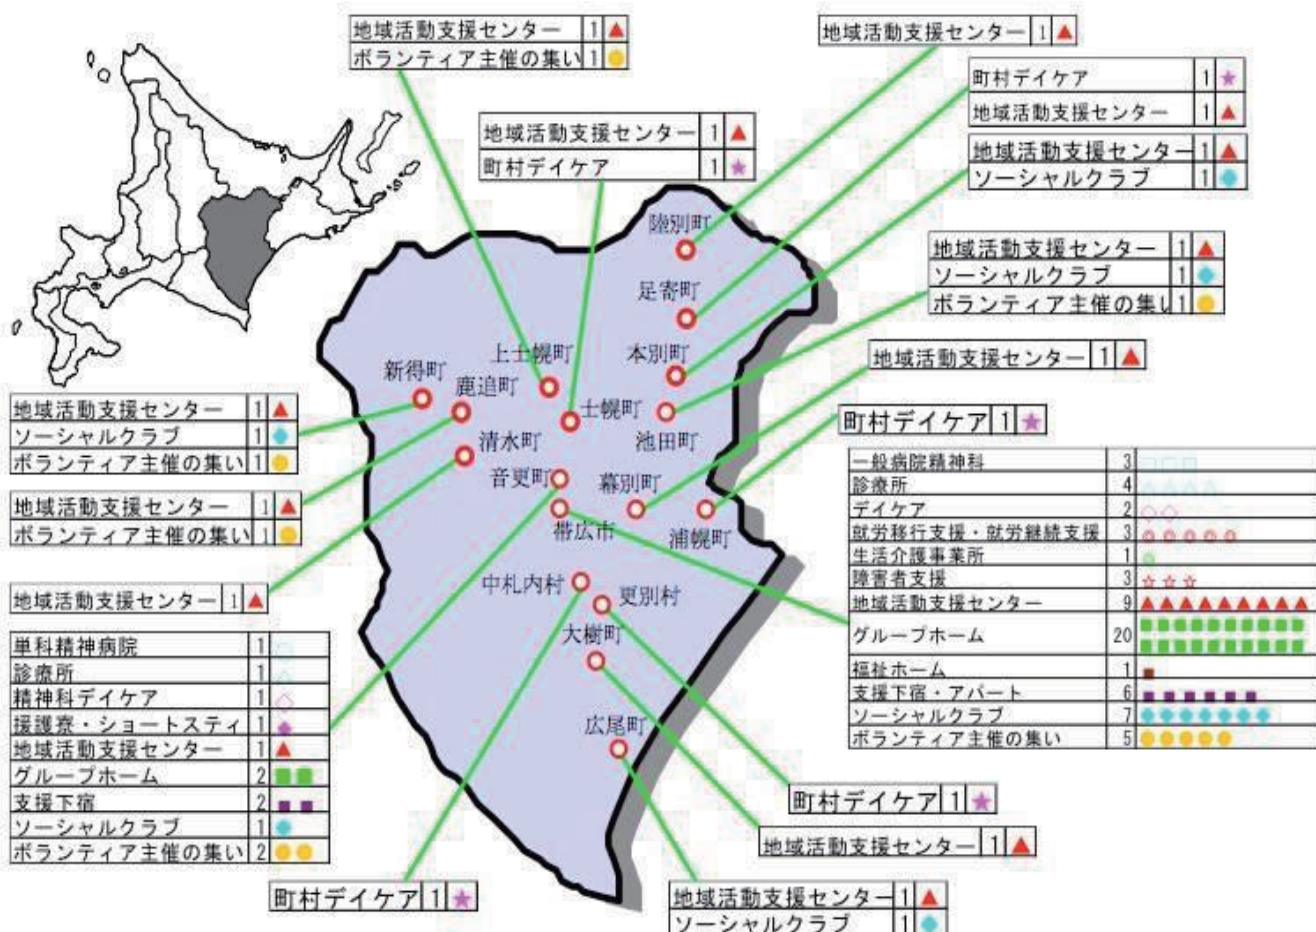 地域活動支援センター 1
ボランティア主催の集い 1
地域活動支援センター 1
町村デイケア 1
地域活動支援センター 1
町村デイケア 1
地域活動支援センター 1
地域活動支援センター 1
ソーシャルクラブ 1
地域活動支援センター 1
ソーシャルクラブ 1
ボランティア主催の集い 1
地域活動支援センター 1
町村デイケア 1
陸別町
足寄町
本別町
上士幌町
新得町
鹿追町
士幌町
池田町
清水町
音更町
幕別町
帯広市
浦幌町
中札内村
更別村
大樹町
広尾町
地域活動支援センター 1
ソーシャルクラブ 1
ボランティア主催の集い 1
地域活動支援センター 1
ボランティア主催の集い 1
地域活動支援センター 1
単科精神病院 1
診療所 1
精神科デイケア 1
援護寮・ショートスティ 1
地域活動支援センター 1
グループホーム 2
支援下宿 2
ソーシャルクラブ 1
ボランティア主催の集い 2
一般病院精神科 3
診療所 4
デイケア 2
就労移行支援・就労継続支援 3
生活介護事業所 1
障害者支援 3
地域活動支援センター 9
グループホーム 20
福祉ホーム 1
支援下宿・アパート 6
ソーシャルクラブ 7
ボランティア主催の集い 5
町村デイケア 1
地域活動支援センター 1
町村デイケア 1
地域活動支援センター 1
ソーシャルクラブ 1